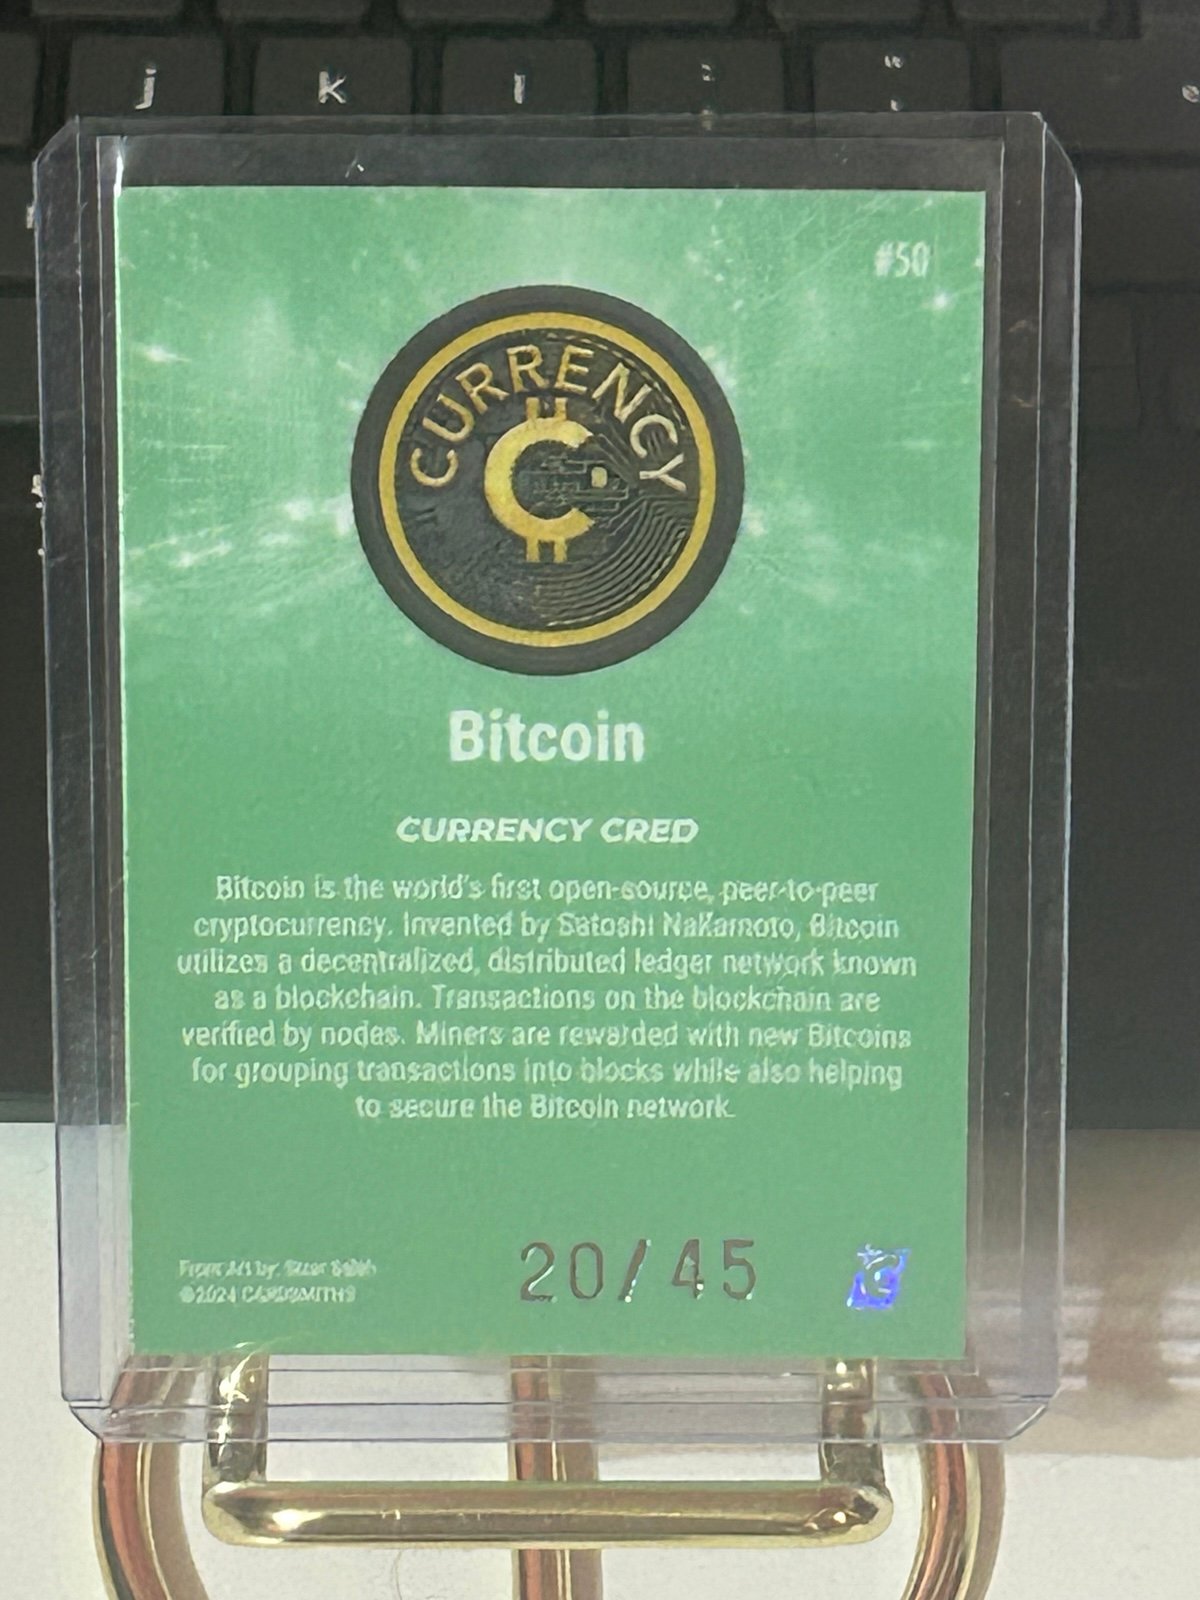 j k l ; "
#50
CURRENCY
Bitcoin
CURRENCY CRED
Bitcoin is the world's first open-source, peer-to-peer
cryptocurrency. Invented by Satoshi Nakamoto, Bitcoin
utilizes a decentralized, distributed ledger network known
as a blockchain. Transactions on the blockchain are
verified by nodes. Miners are rewarded with new Bitcoins
for grouping transactions into blocks while also helping
to secure the Bitcoin network.
20/45
Front Art by:
©2024 CARDSMITHS